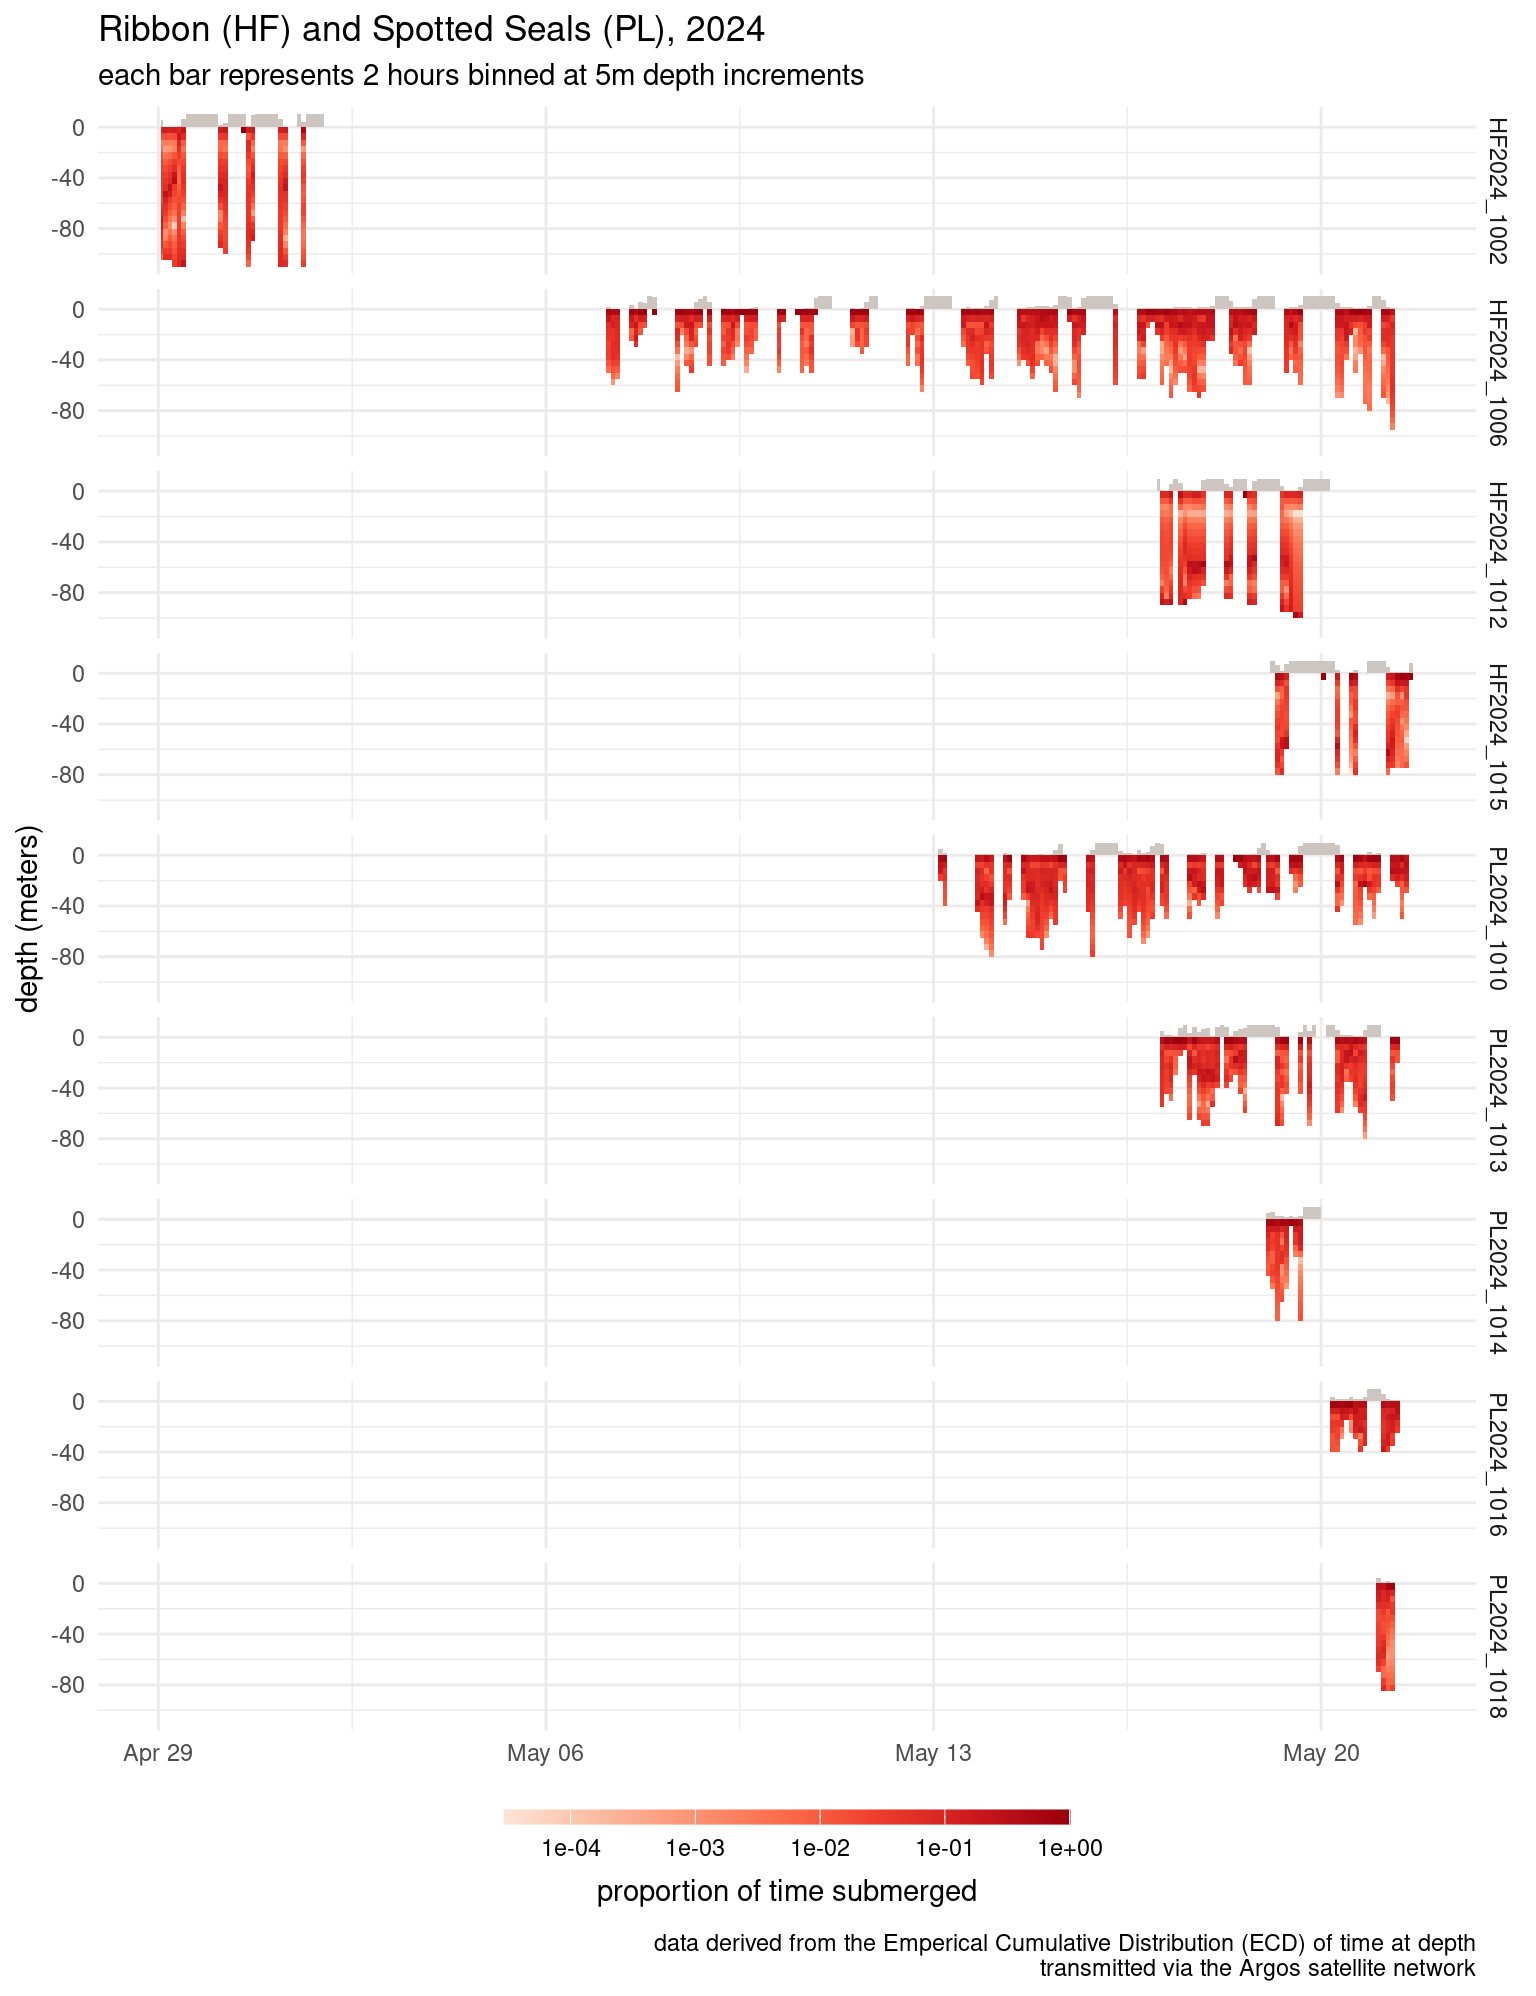 Ribbon (HF) and Spotted Seals (PL), 2024
each bar represents 2 hours binned at 5m depth increments
0
-40
-80
HF2024_1002
0
-40
-80
HF2024_1006
0
-40
-80
HF2024_1012
0
-40
-80
HF2024_1015
depth (meters)
0
-40
-80
PL2024_1010
0
-40
-80
PL2024_1013
0
-40
-80
PL2024_1014
0
-40
-80
PL2024_1016
0
-40
-80
PL2024_1018
Apr 29
May 06
May 13
May 20
1e-04
1e-03
1e-02
1e-01
1e+00
proportion of time submerged
data derived from the Emperical Cumulative Distribution (ECD) of time at depth
transmitted via the Argos satellite network